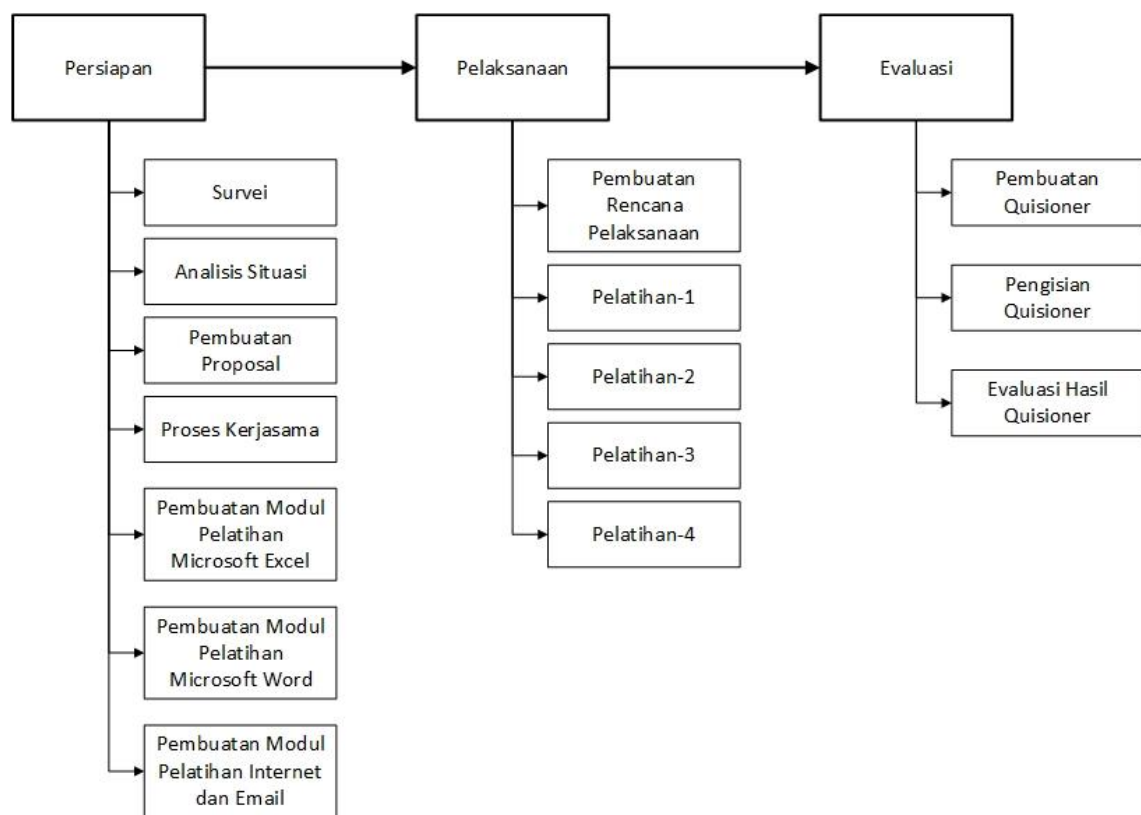 Persiapan
Pelaksanaan
Evaluasi
Survei
Analisis Situasi
Pembuatan
Proposal
Proses Kerjasama
Pembuatan Modul
Pelatihan
Microsoft Excel
Pembuatan Modul
Pelatihan
Microsoft Word
Pembuatan Modul
Pelatihan Internet
dan Email
Pembuatan
Rencana
Pelaksanaan
Pelatihan-1
Pelatihan-2
Pelatihan-3
Pelatihan-4
Pembuatan
Quisioner
Pengisian
Quisioner
Evaluasi Hasil
Quisioner